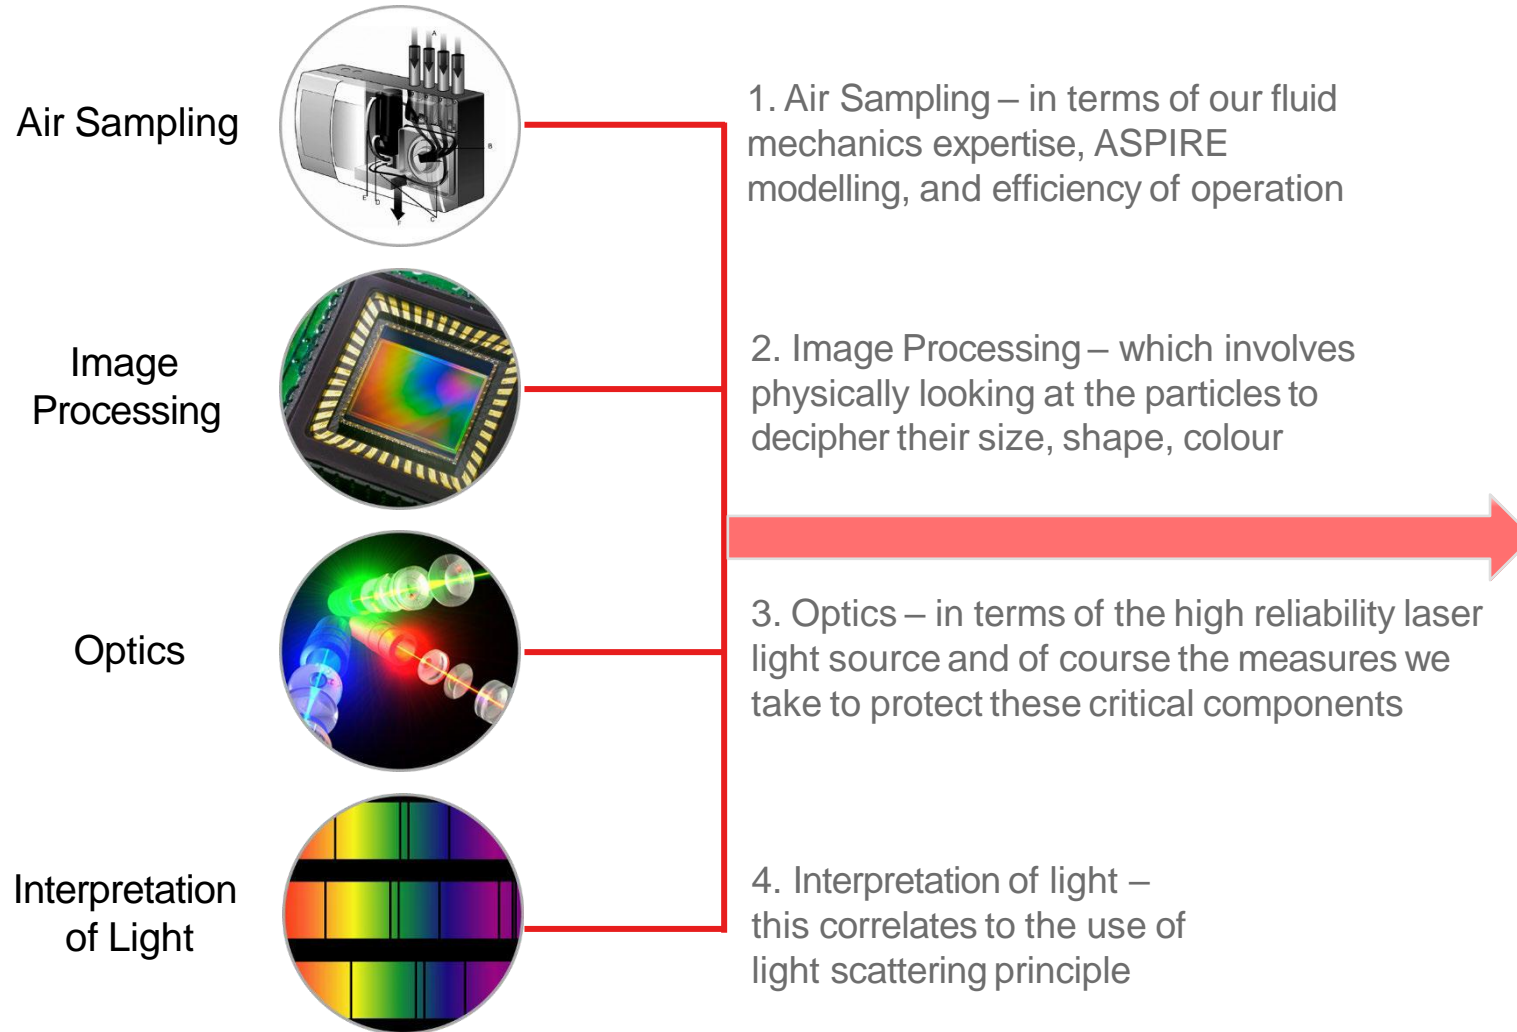 Air Sampling
A
B
E
D
C
F
1. Air Sampling – in terms of our fluid
mechanics expertise, ASPIRE
modelling, and efficiency of operation
Image
Processing
2. Image Processing – which involves
physically looking at the particles to
decipher their size, shape, colour
Optics
3. Optics – in terms of the high reliability laser
light source and of course the measures we
take to protect these critical components
Interpretation
of Light
4. Interpretation of light –
this correlates to the use of
light scattering principle